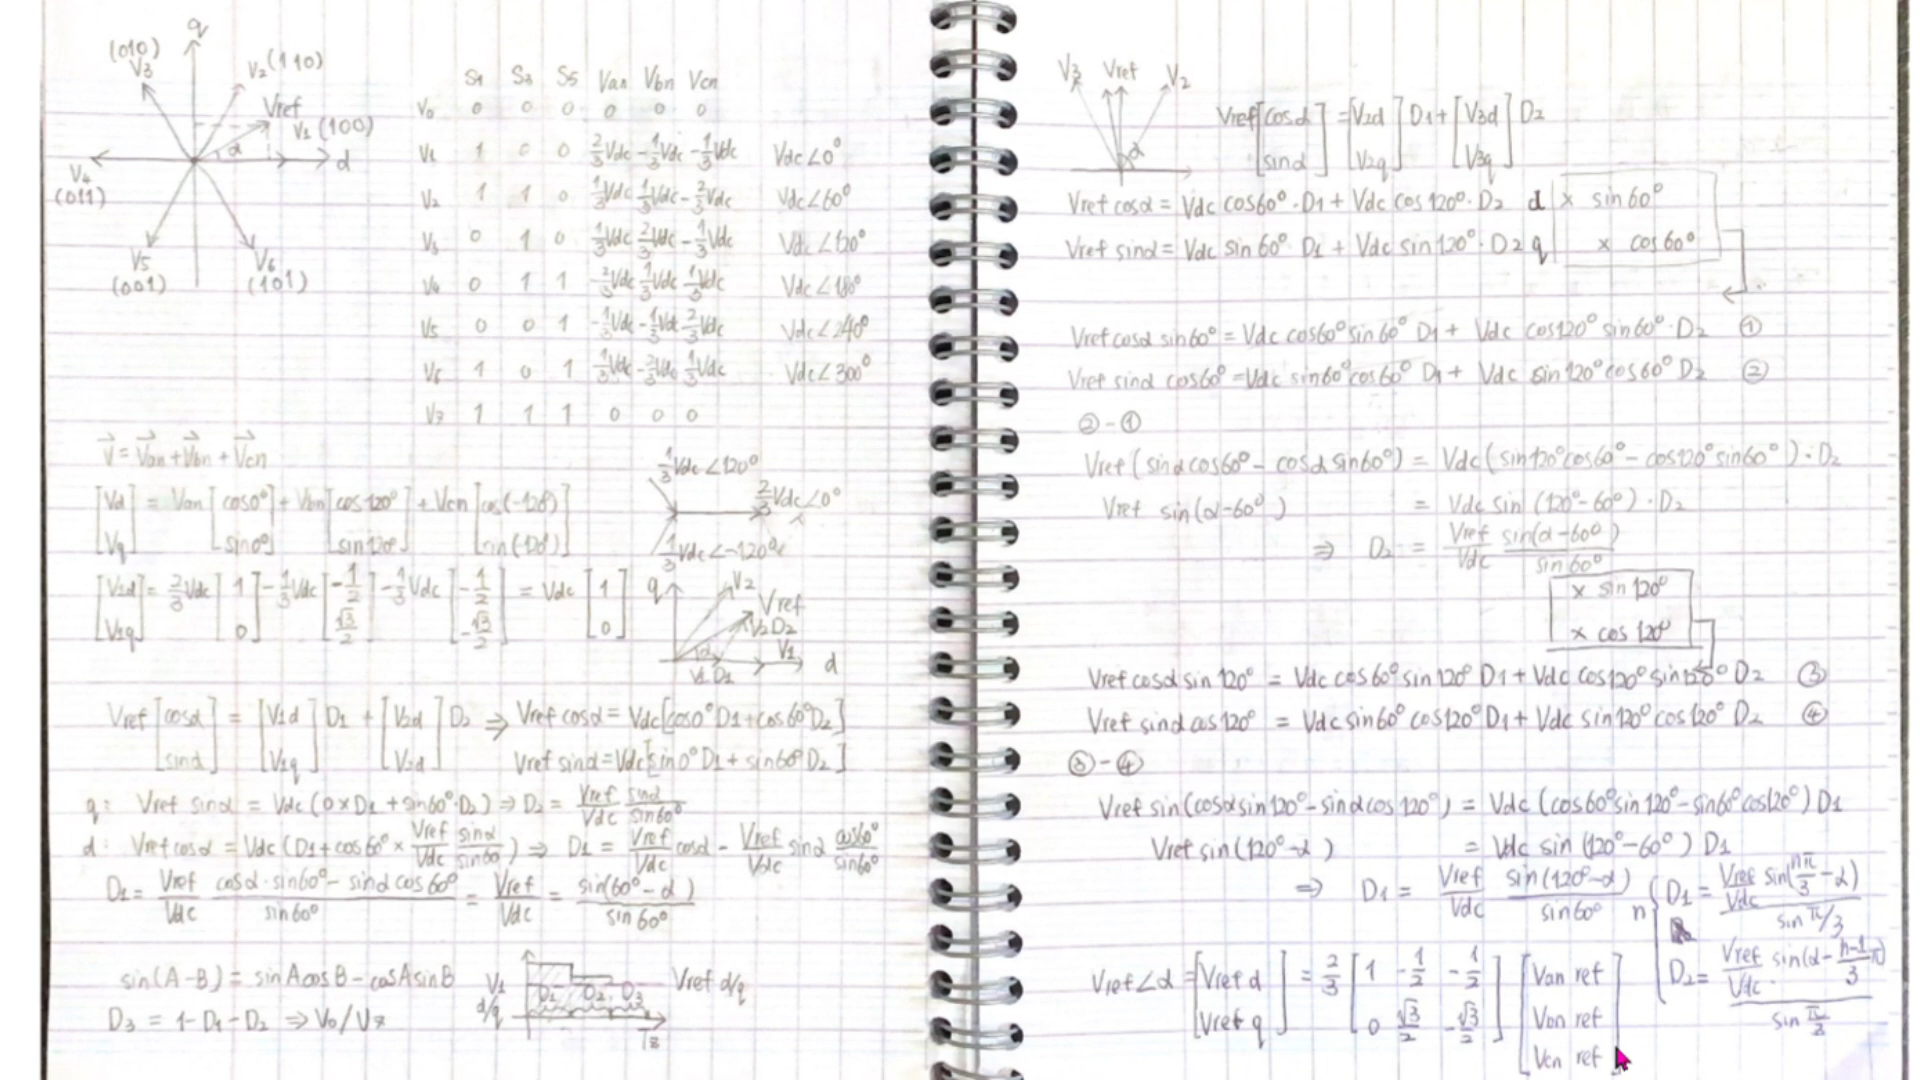 q
(010)
V3
V2 (110)
Vref
V1 (100)
α
d
V4
(011)
V5
(001)
V6
(101)
S1 S3 S5 Van Vbn Vcn
V0 0 0 0 0 0 0
V1 1 0 0 2/3Vdc -1/3Vdc -1/3Vdc Vdc∠0°
V2 1 1 0 1/3Vdc 1/3Vdc -2/3Vdc Vdc∠60°
V3 0 1 0 -1/3Vdc 2/3Vdc -1/3Vdc Vdc∠120°
V4 0 1 1 -2/3Vdc 1/3Vdc 1/3Vdc Vdc∠180°
V5 0 0 1 -1/3Vdc -1/3Vdc 2/3Vdc Vdc∠240°
V6 1 0 1 1/3Vdc -2/3Vdc 1/3Vdc Vdc∠300°
V7 1 1 1 0 0 0
V = Van + Vbn + Vcn
[Vd Vq] = Van [cos0° sin0°] + Vbn [cos120° sin120°] + Vcn [cos(-120°) sin(-120°)]
1/3Vdc∠120°
2/3Vdc∠0°
1/3Vdc∠-120°
[V1d V1q] = 2/3Vdc [1 0] - 1/3Vdc [-1/2 √3/2] - 1/3Vdc [-1/2 -√3/2] = Vdc [1 0]
q
V2
Vref
V2D2
α
V1
d
V1D1
Vref [cosα sinα] = [V1d V1q] D1 + [V2d V2d] D2 ⇒ Vref cosα = Vdc[cos0°D1+cos60°D2]
Vref sinα = Vdc[sin0°D1+sin60°D2]
q: Vref sinα = Vdc (0×D1 + sin60°·D2) ⇒ D2 = Vref/Vdc sinα/sin60°
d: Vref cosα = Vdc (D1 + cos60° × Vref/Vdc sinα/sin60) ⇒ D1 = Vref/Vdc cosα - Vref/Vdc sinα cos60°/sin60°
D1 = Vref/Vdc cosα·sin60° - sinα cos60°/sin60° = Vref/Vdc = sin(60°-α)/sin60°
sin(A-B) = sinAcosB - cosAsinB
D3 = 1-D1-D2 ⇒ V0/V7
V1
d/q
D1 D2 D3
Vref d/q
V3 Vref V2
α
Vref [cosα sinα] = [V2d V2q] D1 + [V3d V3q] D2
Vref cosα = Vdc cos60°·D1 + Vdc cos120°·D2 d × sin60°
Vref sinα = Vdc sin60° D1 + Vdc sin120°·D2 q × cos60°
Vref cosα sin60° = Vdc cos60° sin60° D1 + Vdc cos120° sin60°·D2 ①
Vref sinα cos60° = Vdc sin60° cos60° D1 + Vdc sin120° cos60° D2 ②
②-①
Vref (sinαcos60° - cosαsin60°) = Vdc (sin120°cos60° - cos120°sin60°)·D2
Vref sin(α-60°) = Vdc sin (120°-60°)·D2
⇒ D2 = Vref/Vdc sin(α-60°)/sin60°
× sin120°
× cos120°
Vref cosα sin120° = Vdc cos60° sin120° D1 + Vdc cos120° sin120° D2 ③
Vref sinα cos120° = Vdc sin60° cos120° D1 + Vdc sin120° cos120° D2 ④
③-④
Vref sin(cosαsin120° - sinαcos120°) = Vdc (cos60°sin120° - sin60°cos120°) D1
Vref sin(120°-α) = Vdc sin (120°-60°) D1
⇒ D1 = Vref/Vdc sin(120°-α)/sin60°
n
D1 = Vref/Vdc sin(nπ/3 - α)/sin π/3
D2 = Vref/Vdc · sin(α - n-1/3 π)/sin π/3
Vref∠α = [Vref d Vref q] = 2/3 [1 -1/2 -1/2 0 √3/2 -√3/2] [Van ref Vbn ref Vcn ref]